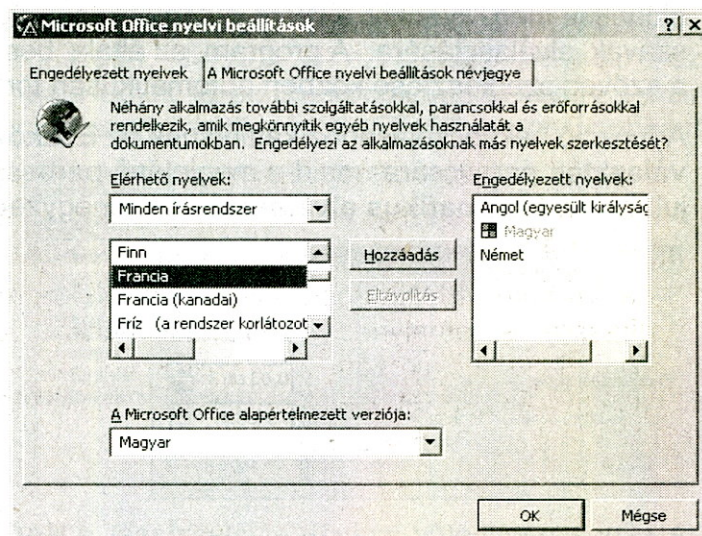 Microsoft Office nyelvi beállítások
Engedélyezett nyelvek
A Microsoft Office nyelvi beállítások névjegye
Néhány alkalmazás további szolgáltatásokkal, parancsokkal és erőforrásokkal
rendelkezik, amik megkönnyítik egyéb nyelvek használatát a
dokumentumokban. Engedélyezi az alkalmazásoknak más nyelvek szerkesztését?
Elérhető nyelvek:
Minden írásrendszer
Finn
Francia
Francia (kanadai)
Fríz (a rendszer korlátozot
Hozzáadás
Eltávolítás
Engedélyezett nyelvek:
Angol (egyesült királyság
Magyar
Német
A Microsoft Office alapértelmezett verziója:
Magyar
OK
Mégse